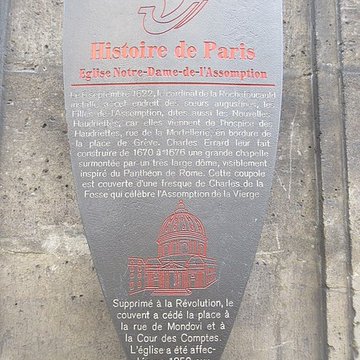 Histoire de Paris
Eglise Notre-Dame-de-l'Assomption
Le 6 septembre 1622, le cardinal de la Rochefoucauld
installe à cet endroit des sœurs augustines, les
Filles de l'Assomption, dites aussi les Nouvelles-
Haudriettes, car elles viennent de l'hospice des
Haudriettes, rue de la Mortellerie, en bordure de
la place de Grève. Charles Errard leur fait
construire de 1670 à 1676 une grande chapelle
surmontée par un très large dôme, visiblement
inspiré du Panthéon de Rome. Cette coupole
est couverte d'une fresque de Charles de la
Fosse qui célèbre l'Assomption de la Vierge.
Supprimé à la Révolution, le
couvent a cédé la place à
la rue de Mondovi et à
la Cour des Comptes.
L'église a été affec-